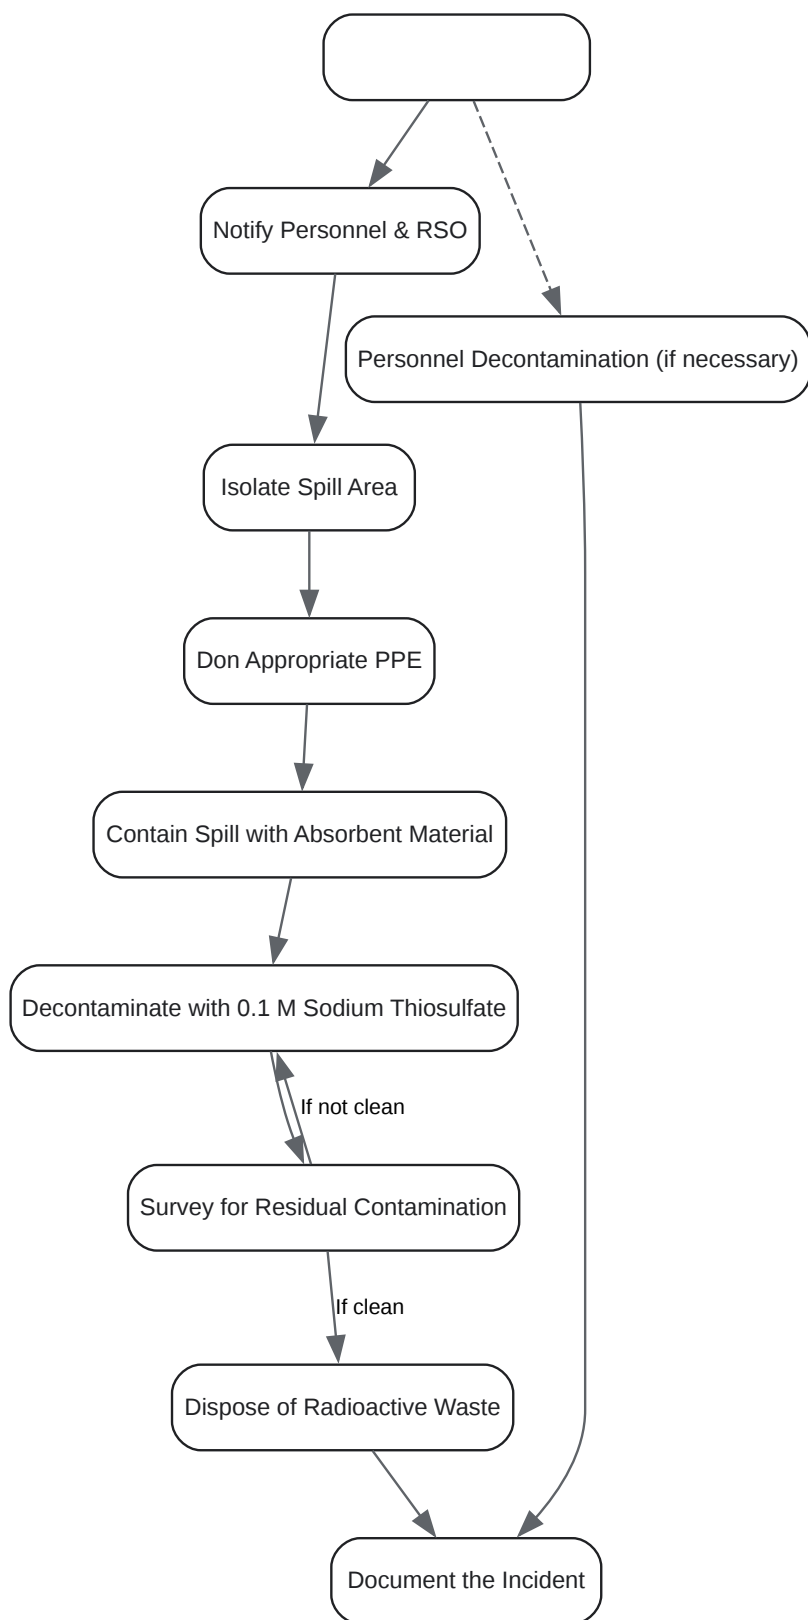 Notify Personnel & RSO
Personnel Decontamination (if necessary)
Isolate Spill Area
Don Appropriate PPE
Contain Spill with Absorbent Material
Decontaminate with 0.1 M Sodium Thiosulfate
If not clean
Survey for Residual Contamination
If clean
Dispose of Radioactive Waste
Document the Incident